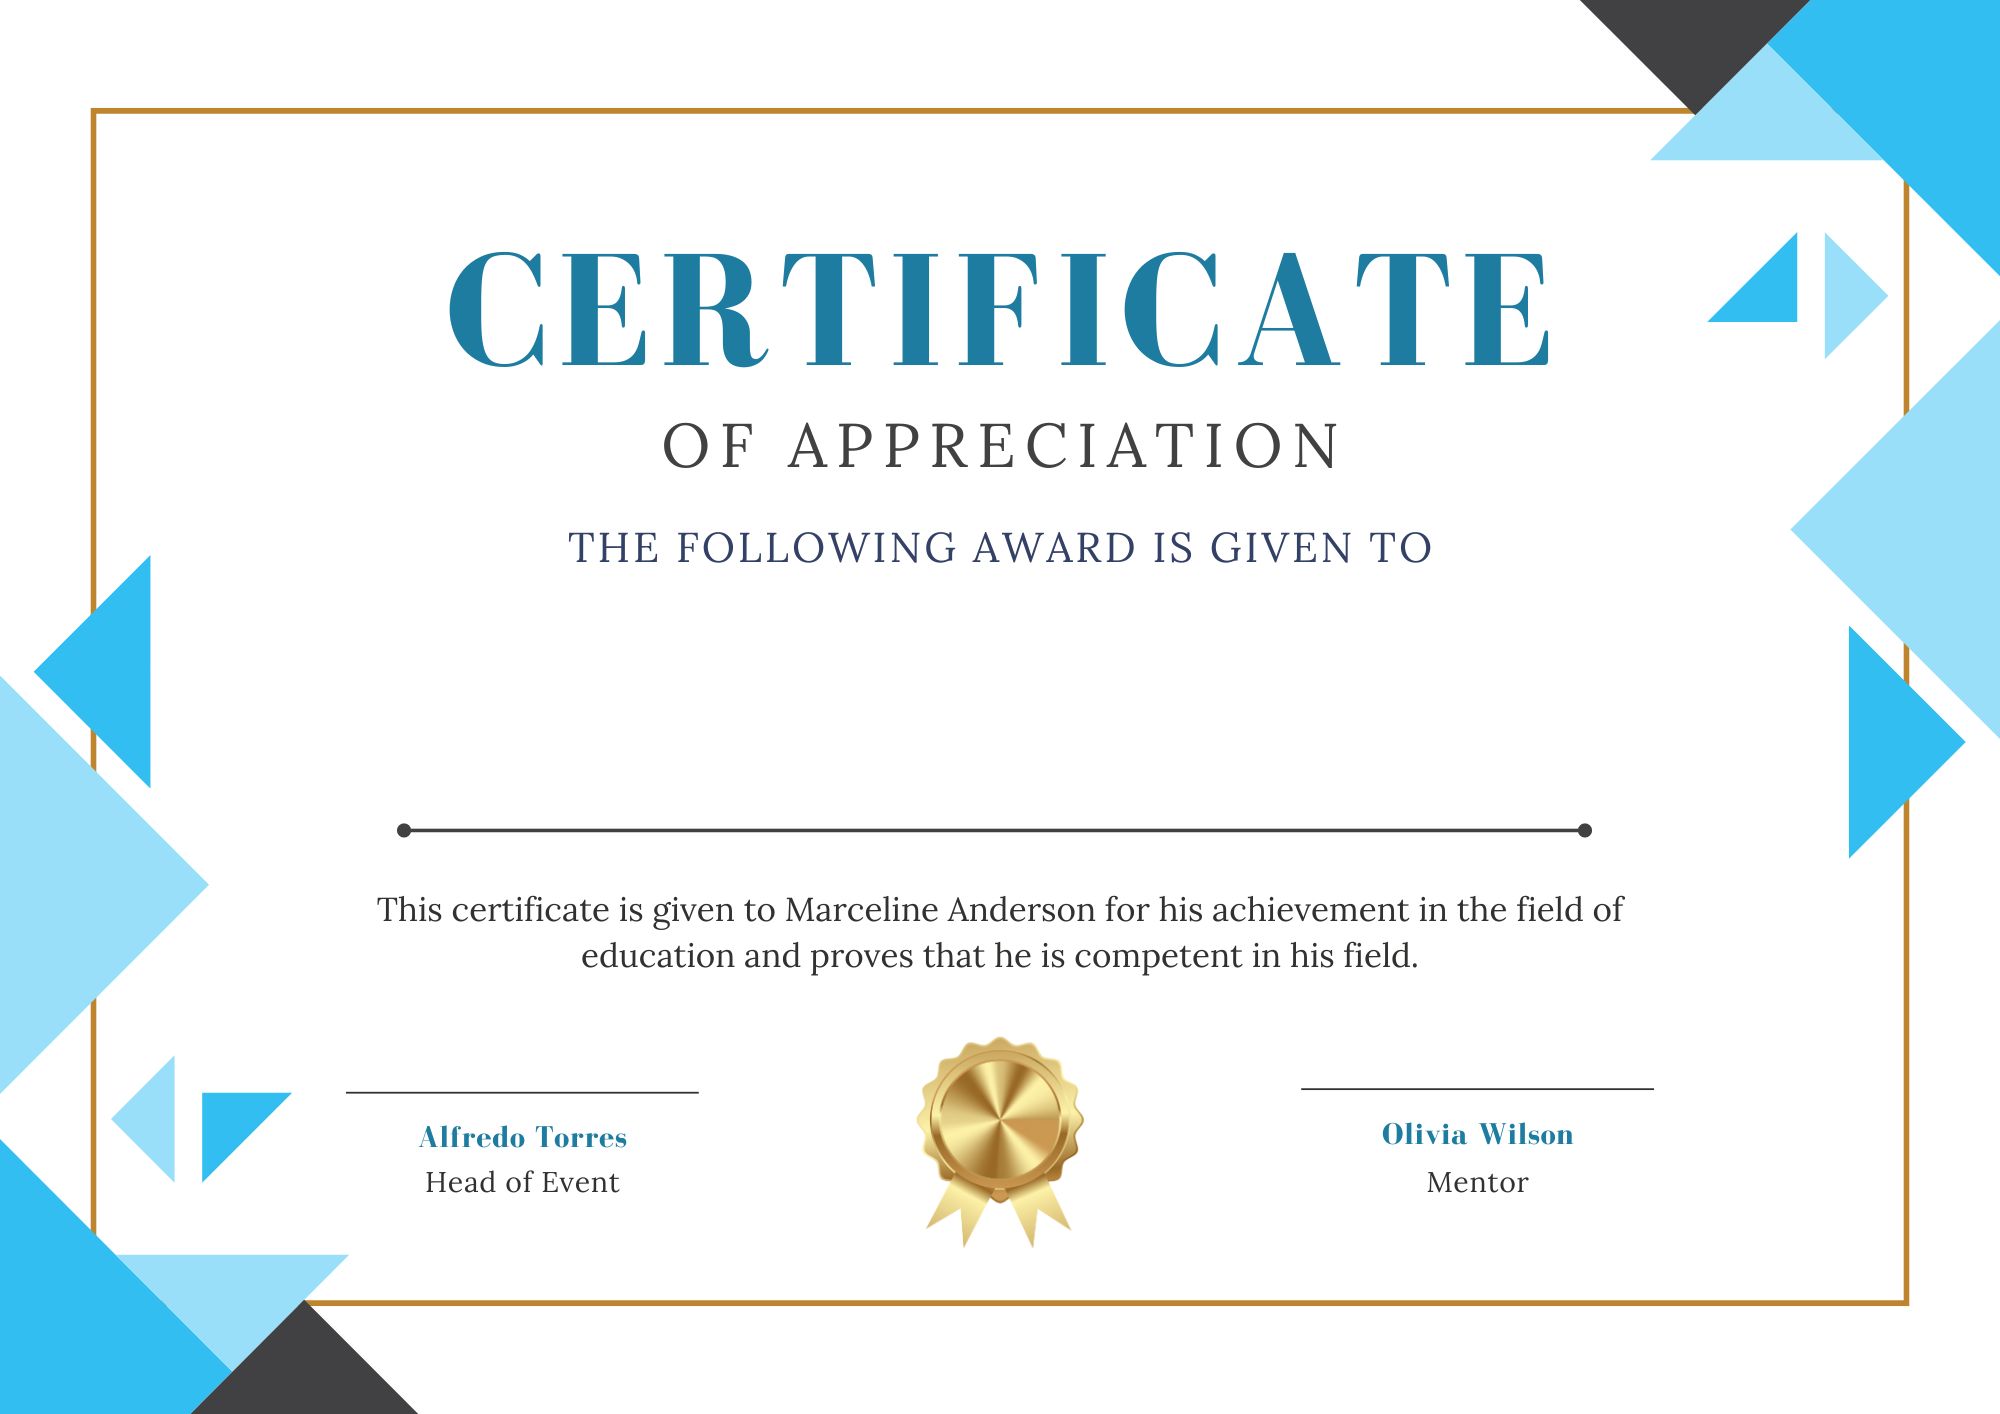 CERTIFICATE
OF APPRECIATION
THE FOLLOWING AWARD IS GIVEN TO
This certificate is given to Marceline Anderson for his achievement in the field of
education and proves that he is competent in his field.
Alfredo Torres
Head of Event
Olivia Wilson
Mentor